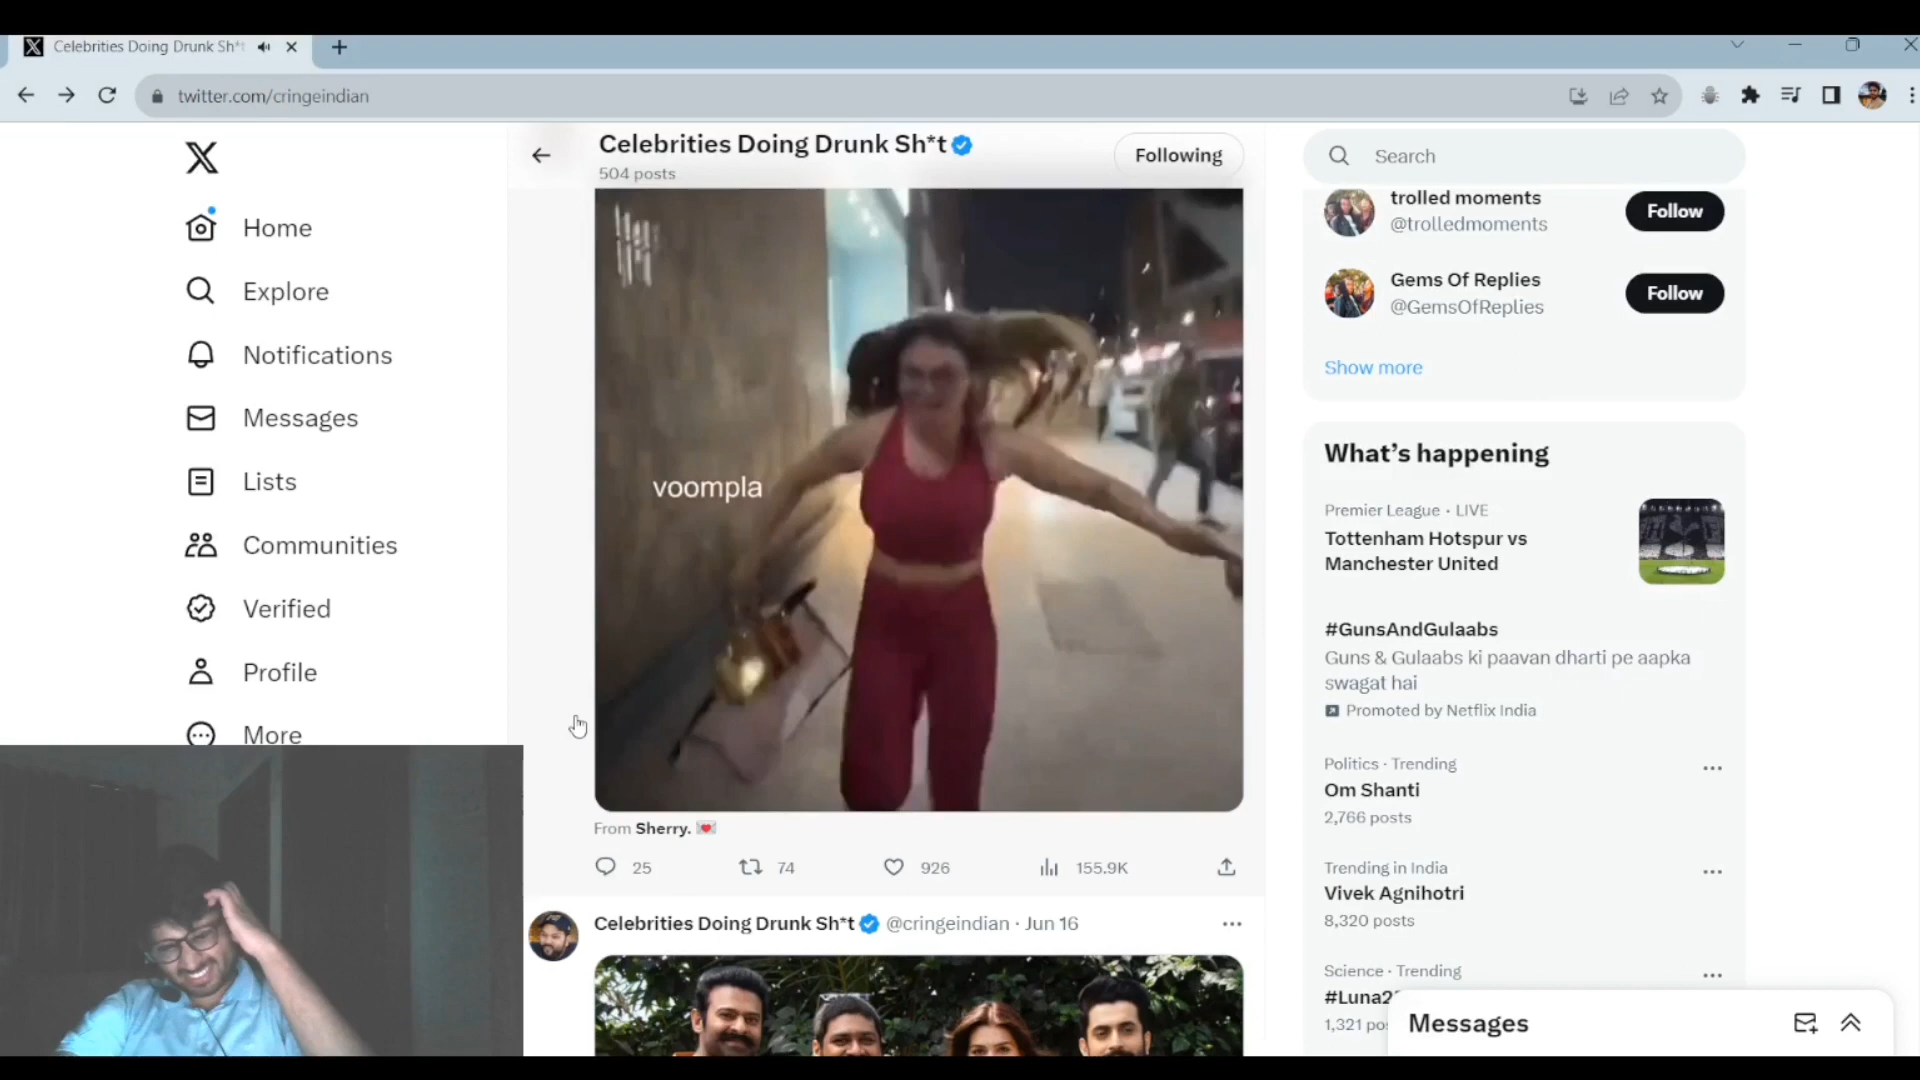 Celebrities Doing Drunk Sh*t
twitter.com/cringeindian
X
Home
Explore
Notifications
Messages
Lists
Communities
Verified
Profile
More
Celebrities Doing Drunk Sh*t
504 posts
Following
voompla
From Sherry. 💌
25
74
926
155.9K
Celebrities Doing Drunk Sh*t @cringeindian · Jun 16
Search
trolled moments
@trolledmoments
Follow
Gems Of Replies
@GemsOfReplies
Follow
Show more
What’s happening
Premier League · LIVE
Tottenham Hotspur vs
Manchester United
#GunsAndGulaabs
Guns & Gulaabs ki paavan dharti pe aapka
swagat hai
Promoted by Netflix India
Politics · Trending
Om Shanti
2,766 posts
Trending in India
Vivek Agnihotri
8,320 posts
Science · Trending
#Luna2
1,321 po
Messages